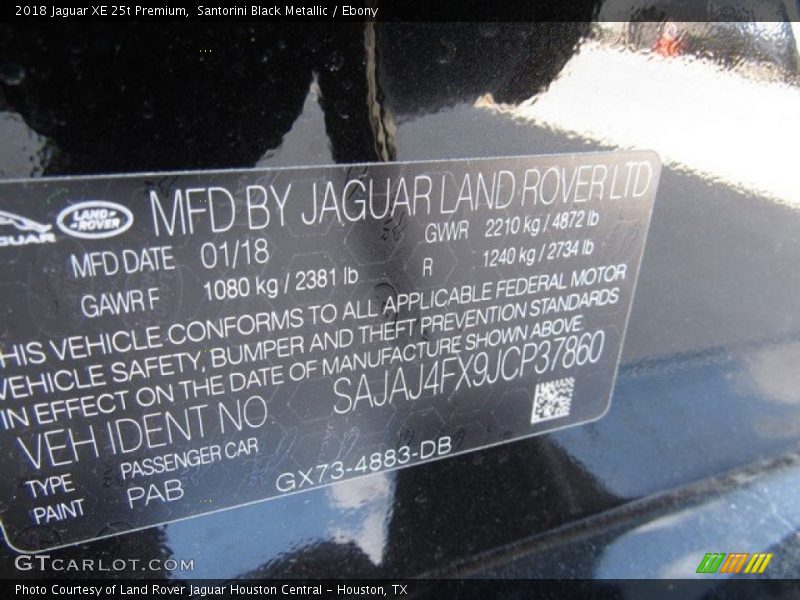 2018 Jaguar XE 25t Premium,  Santorini Black Metallic / Ebony
GUAR LAND-ROVER MFD BY JAGUAR LAND ROVER LTD
MFD DATE 01/18 GWR 2210 kg / 4872 lb
GAWR F 1080 kg / 2381 lb R 1240 kg / 2734 lb
HIS VEHICLE CONFORMS TO ALL APPLICABLE FEDERAL MOTOR
VEHICLE SAFETY, BUMPER AND THEFT PREVENTION STANDARDS
IN EFFECT ON THE DATE OF MANUFACTURE SHOWN ABOVE
VEH IDENT NO SAJAJ4FX9JCP37860
TYPE PASSENGER CAR
PAINT PAB GX73-4883-DB
GTCARLOT.COM
Photo Courtesy of Land Rover Jaguar Houston Central - Houston, TX